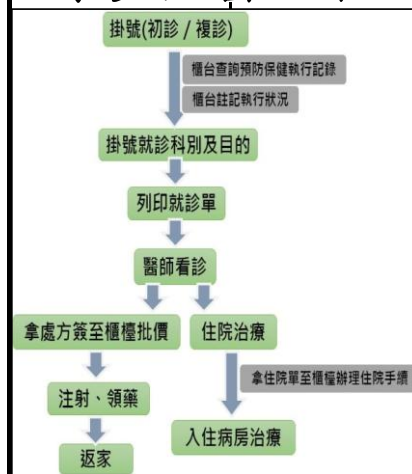 掛號(初診 / 複診)
櫃台查詢預防保健執行記錄
櫃台註記執行狀況
掛號就診科別及目的
列印就診單
醫師看診
拿處方簽至櫃檯批價
住院治療
拿住院單至櫃檯辦理住院手續
注射、領藥
入住病房治療
返家